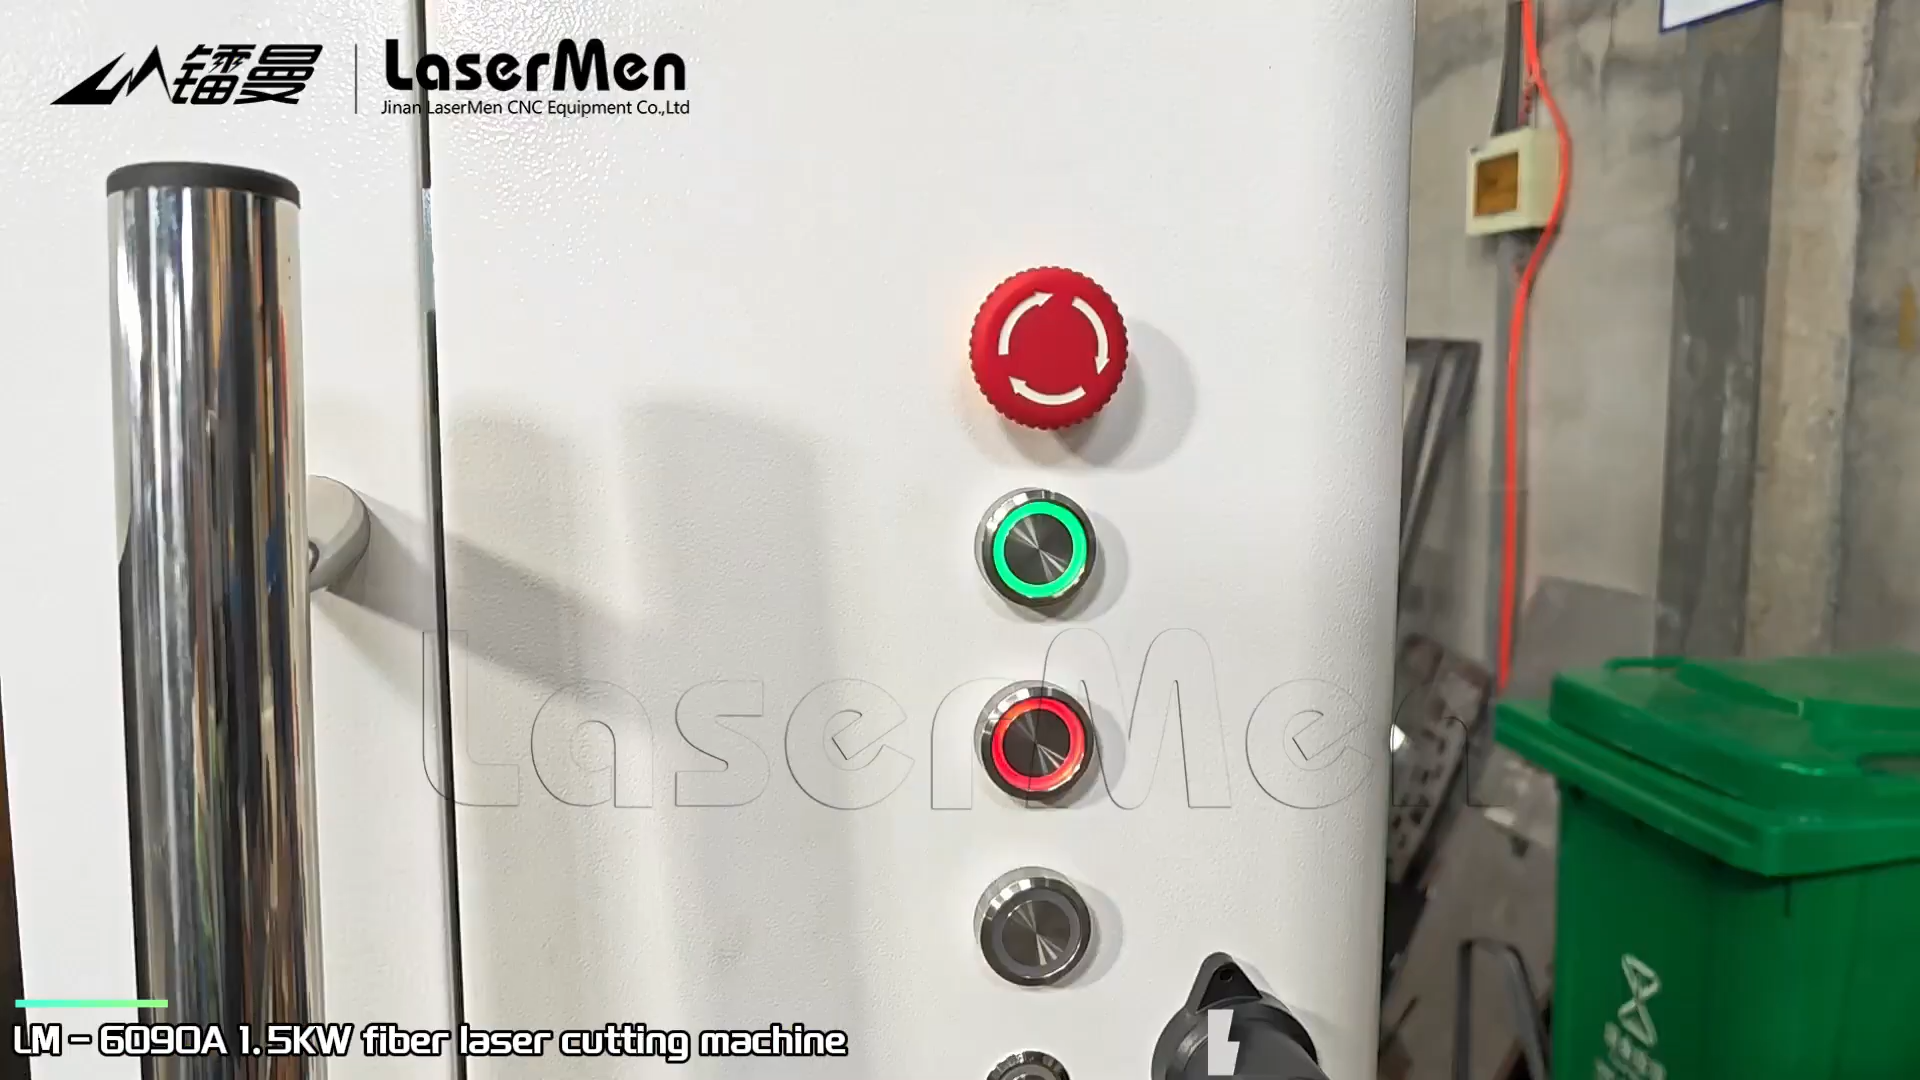 镭曼
LaserMen
Jinan LaserMen CNC Equipment Co.,Ltd
LaserMen
LM - 6090A 1.5KW fiber laser cutting machine